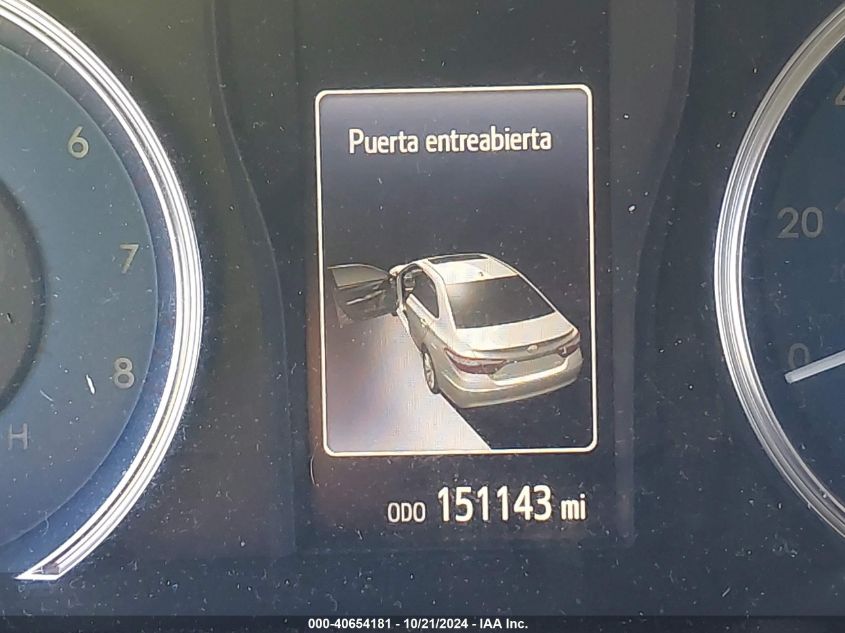 Puerta entreabierta
6
7
8
H
20
0
ODO 151143 mi
000-40654181 - 10/21/2024 - IAA Inc.